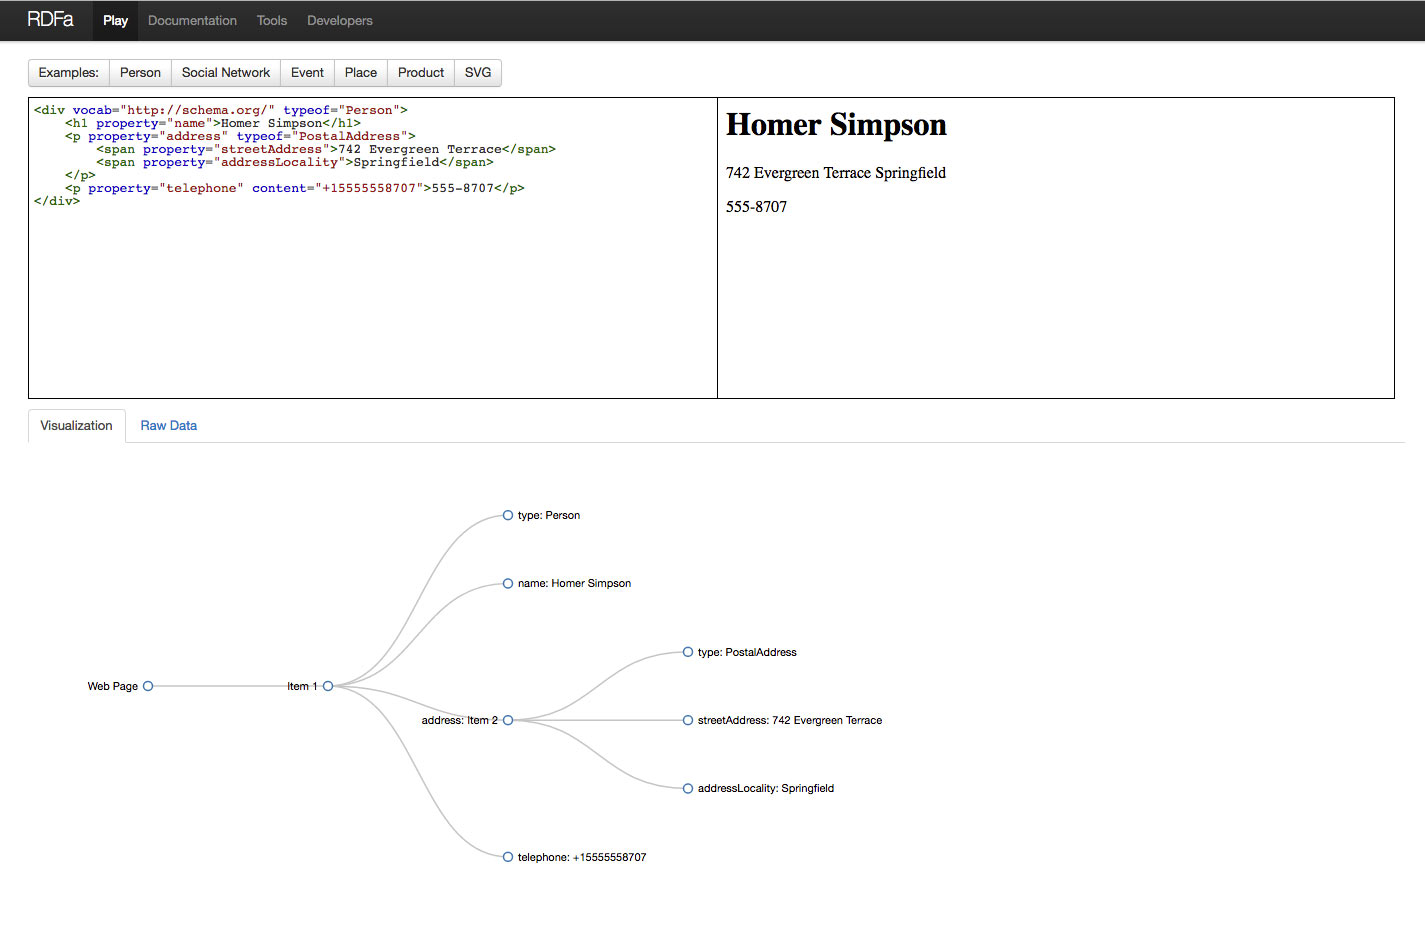 RDFa Play Documentation Tools Developers
Examples: Person Social Network Event Place Product SVG
<div vocab="http://schema.org/" typeof="Person">
<h1 property="name">Homer Simpson</h1>
<p property="address" typeof="PostalAddress">
<span property="streetAddress">742 Evergreen Terrace</span>
<span property="addressLocality">Springfield</span>
</p>
<p property="telephone" content="+15555558707">555-8707</p>
</div>
Homer Simpson
742 Evergreen Terrace Springfield
555-8707
Visualization Raw Data
type: Person
name: Homer Simpson
type: PostalAddress
Web Page Item 1
address: Item 2 streetAddress: 742 Evergreen Terrace
addressLocality: Springfield
telephone: +15555558707